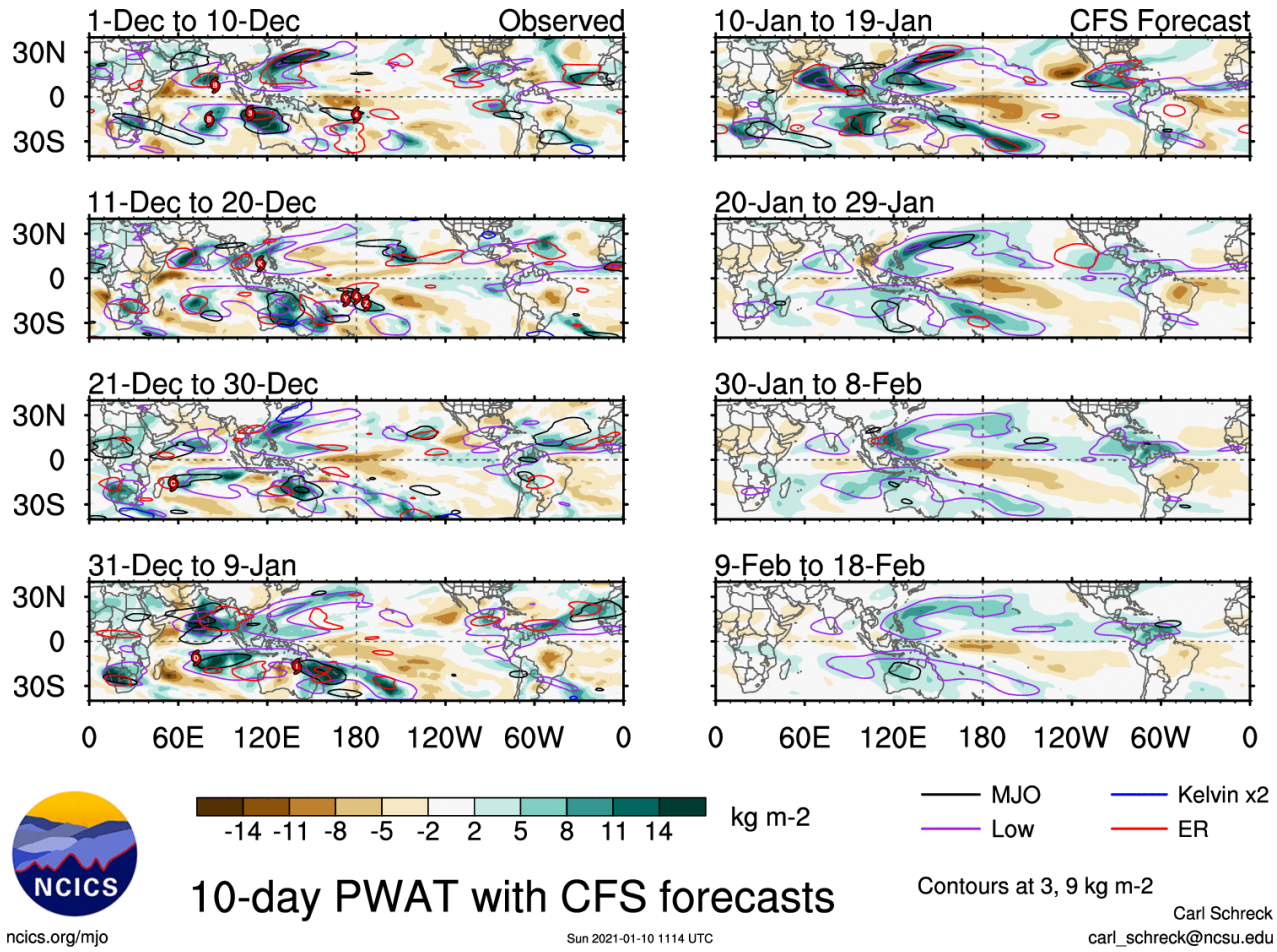 1-Dec to 10-Dec Observed
30N
0
30S
11-Dec to 20-Dec
30N
0
30S
21-Dec to 30-Dec
30N
0
30S
31-Dec to 9-Jan
30N
0
30S
0 60E 120E 180 120W 60W 0
10-Jan to 19-Jan CFS Forecast
20-Jan to 29-Jan
30-Jan to 8-Feb
9-Feb to 18-Feb
0 60E 120E 180 120W 60W 0
-14 -11 -8 -5 -2 2 5 8 11 14 kg m-2
MJO Kelvin x2
Low ER
Contours at 3, 9 kg m-2
NCICS
ncics.org/mjo
10-day PWAT with CFS forecasts
Sun 2021-01-10 1114 UTC
Carl Schreck
carl_schreck@ncsu.edu